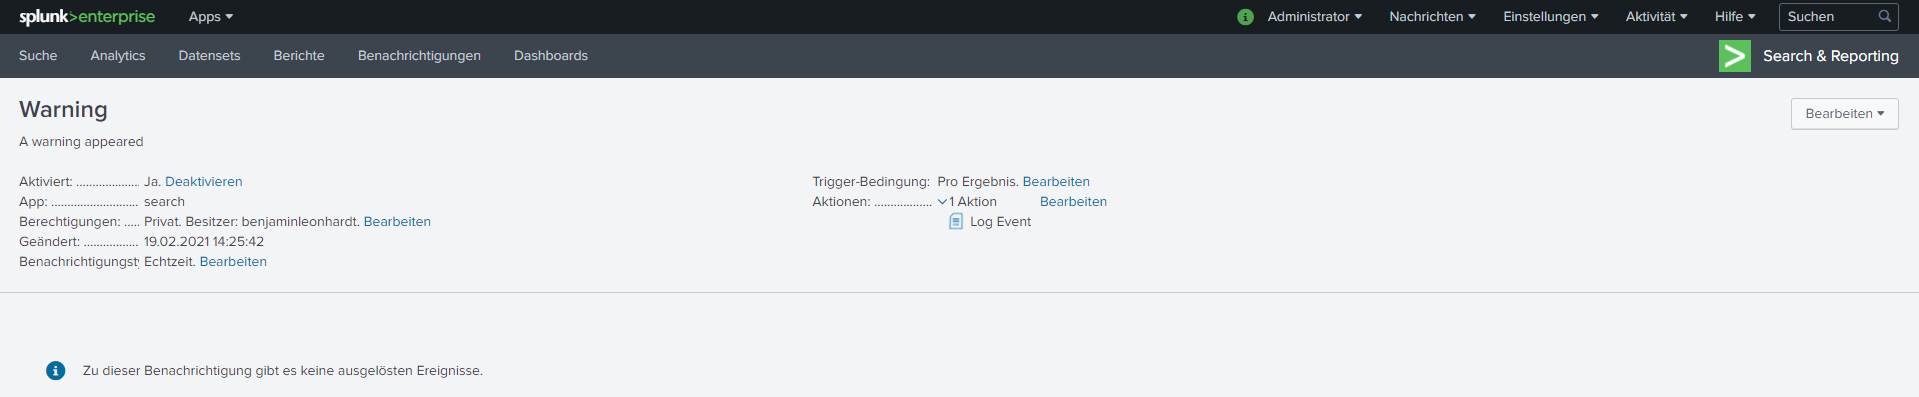 splunk>enterprise Apps Administrator Nachrichten Einstellungen Aktivität Hilfe Suchen
Suche Analytics Datensets Berichte Benachrichtigungen Dashboards Search & Reporting
Warning
Bearbeiten
A warning appeared
Aktiviert: .................... Ja. Deaktivieren
App: ........................... search
Berechtigungen: ..... Privat. Besitzer: benjaminleonhardt. Bearbeiten
Geändert: ................. 19.02.2021 14:25:42
Benachrichtigungst Echtzeit. Bearbeiten
Trigger-Bedingung: Pro Ergebnis. Bearbeiten
Aktionen: .................. 1 Aktion Bearbeiten
Log Event
Zu dieser Benachrichtigung gibt es keine ausgelösten Ereignisse.